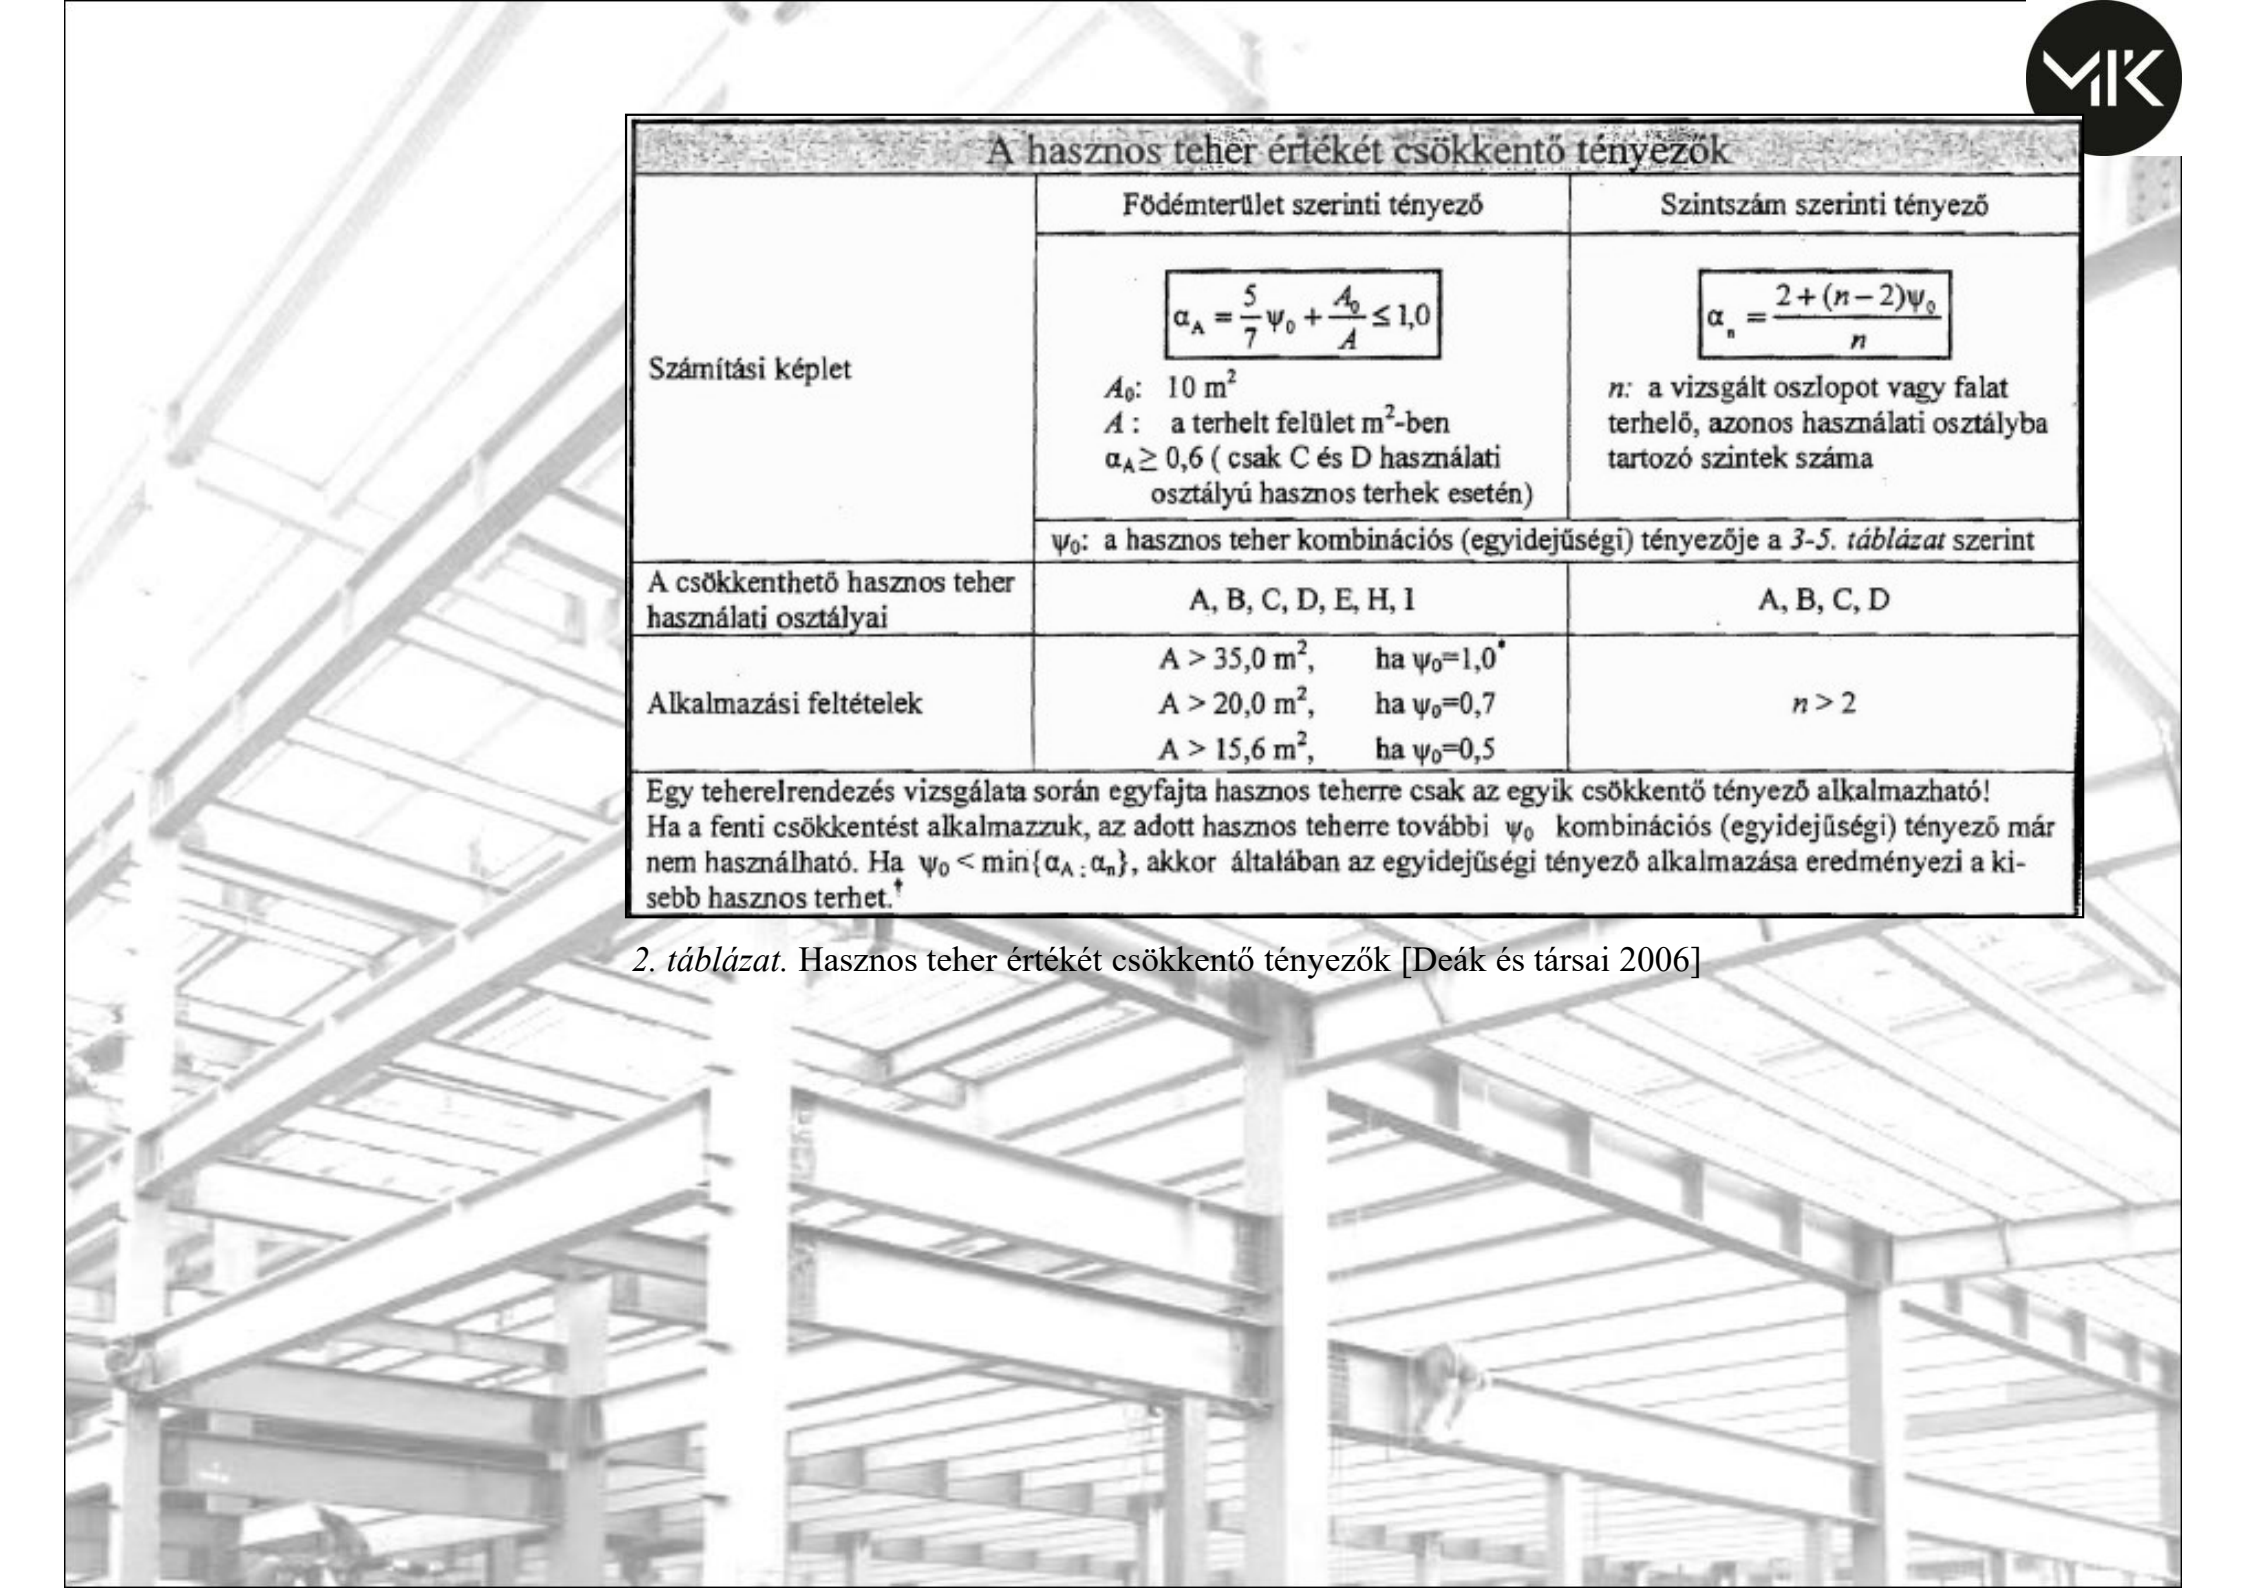 MK
A hasznos teher értékét csökkentő tényezők
Födémterület szerinti tényező
Szintszám szerinti tényező
Számítási képlet
α_A = 5/7 ψ₀ + A₀/A ≤ 1,0
A₀: 10 m²
A : a terhelt felület m²-ben
α_A ≥ 0,6 ( csak C és D használati
osztályú hasznos terhek esetén)
α_n = (2 + (n – 2)ψ₀)/n
n: a vizsgált oszlopot vagy falat
terhelő, azonos használati osztályba
tartozó szintek száma
ψ₀: a hasznos teher kombinációs (egyidejűségi) tényezője a 3-5. táblázat szerint
A csökkenthető hasznos teher
használati osztályai
A, B, C, D, E, H, I
A, B, C, D
Alkalmazási feltételek
A > 35,0 m², ha ψ₀=1,0*
A > 20,0 m², ha ψ₀=0,7
A > 15,6 m², ha ψ₀=0,5
n > 2
Egy teherelrendezés vizsgálata során egyfajta hasznos teherre csak az egyik csökkentő tényező alkalmazható!
Ha a fenti csökkentést alkalmazzuk, az adott hasznos teherre további ψ₀ kombinációs (egyidejűségi) tényező már
nem használható. Ha ψ₀ < min{α_A ; α_n}, akkor általában az egyidejűségi tényező alkalmazása eredményezi a ki-
sebb hasznos terhet.†
2. táblázat. Hasznos teher értékét csökkentő tényezők [Deák és társai 2006]